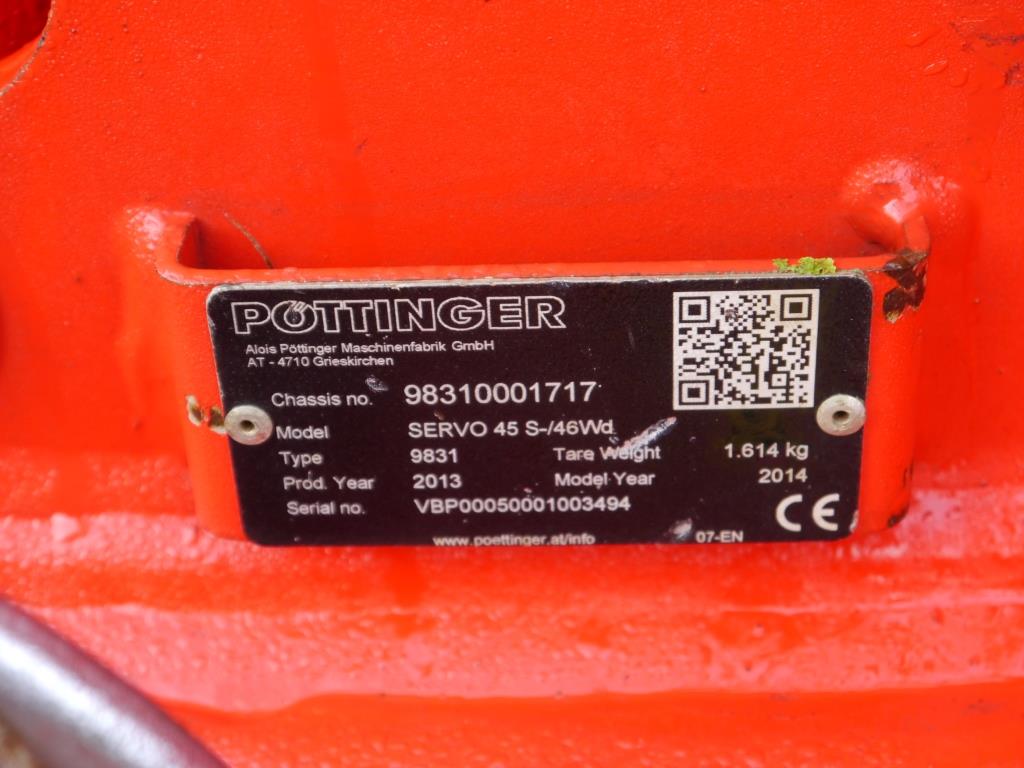 PÖTTINGER
Alois Pöttinger Maschinenfabrik GmbH
AT - 4710 Grieskirchen
Chassis no. 98310001717
Model SERVO 45 S-/46Wd
Type 9831 Tare Weight 1.614 kg
Prod. Year 2013 Model Year 2014
Serial no. VBP00050001003494
CE
www.poettinger.at/info 07-EN